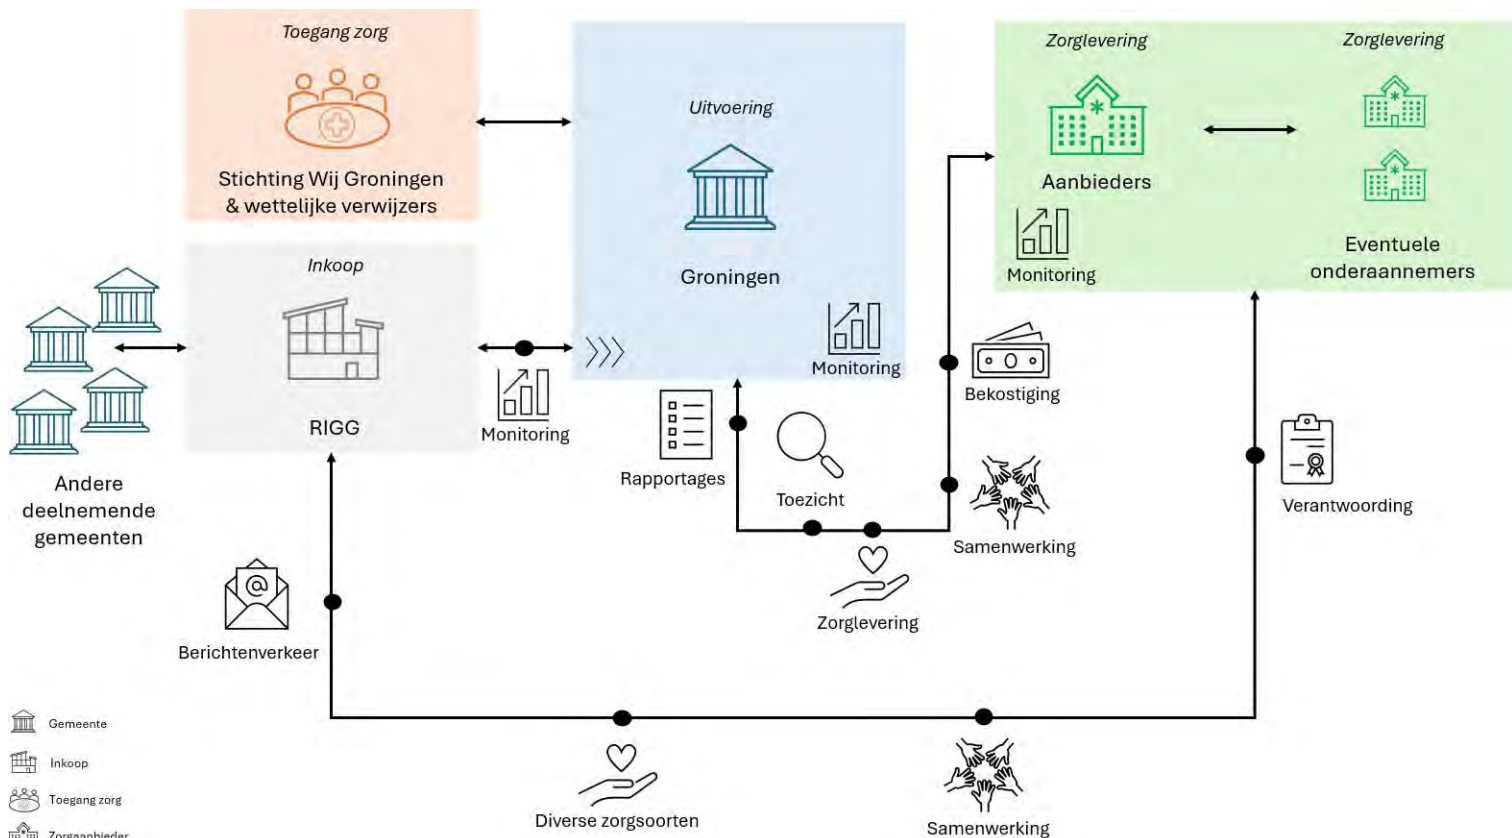 Toegang zorg
Stichting Wij Groningen
& wettelijke verwijzers
Inkoop
RIGG
Andere
deelnemende
gemeenten
Monitoring
Uitvoering
Groningen
Monitoring
Zorglevering
Aanbieders
Monitoring
Zorglevering
Eventuele
onderaannemers
Rapportages
Toezicht
Zorglevering
Bekostiging
Samenwerking
Verantwoording
@
Berichtenverkeer
Diverse zorgsoorten
Samenwerking
Gemeente
Inkoop
Toegang zorg
Zorgaanbieder